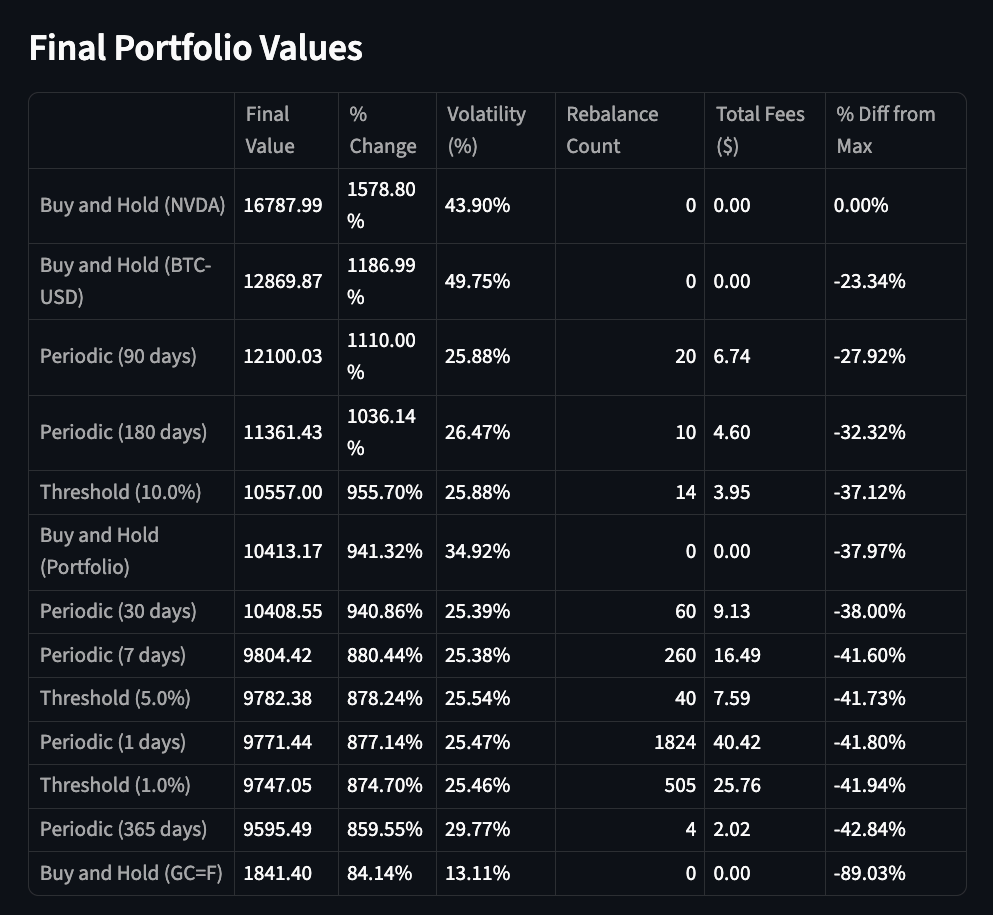 Final Portfolio Values
Final Value | % Change | Volatility (%) | Rebalance Count | Total Fees ($) | % Diff from Max
Buy and Hold (NVDA) | 16787.99 | 1578.80 % | 43.90% | 0 | 0.00 | 0.00%
Buy and Hold (BTC-USD) | 12869.87 | 1186.99 % | 49.75% | 0 | 0.00 | -23.34%
Periodic (90 days) | 12100.03 | 1110.00 % | 25.88% | 20 | 6.74 | -27.92%
Periodic (180 days) | 11361.43 | 1036.14 % | 26.47% | 10 | 4.60 | -32.32%
Threshold (10.0%) | 10557.00 | 955.70% | 25.88% | 14 | 3.95 | -37.12%
Buy and Hold (Portfolio) | 10413.17 | 941.32% | 34.92% | 0 | 0.00 | -37.97%
Periodic (30 days) | 10408.55 | 940.86% | 25.39% | 60 | 9.13 | -38.00%
Periodic (7 days) | 9804.42 | 880.44% | 25.38% | 260 | 16.49 | -41.60%
Threshold (5.0%) | 9782.38 | 878.24% | 25.54% | 40 | 7.59 | -41.73%
Periodic (1 days) | 9771.44 | 877.14% | 25.47% | 1824 | 40.42 | -41.80%
Threshold (1.0%) | 9747.05 | 874.70% | 25.46% | 505 | 25.76 | -41.94%
Periodic (365 days) | 9595.49 | 859.55% | 29.77% | 4 | 2.02 | -42.84%
Buy and Hold (GC=F) | 1841.40 | 84.14% | 13.11% | 0 | 0.00 | -89.03%